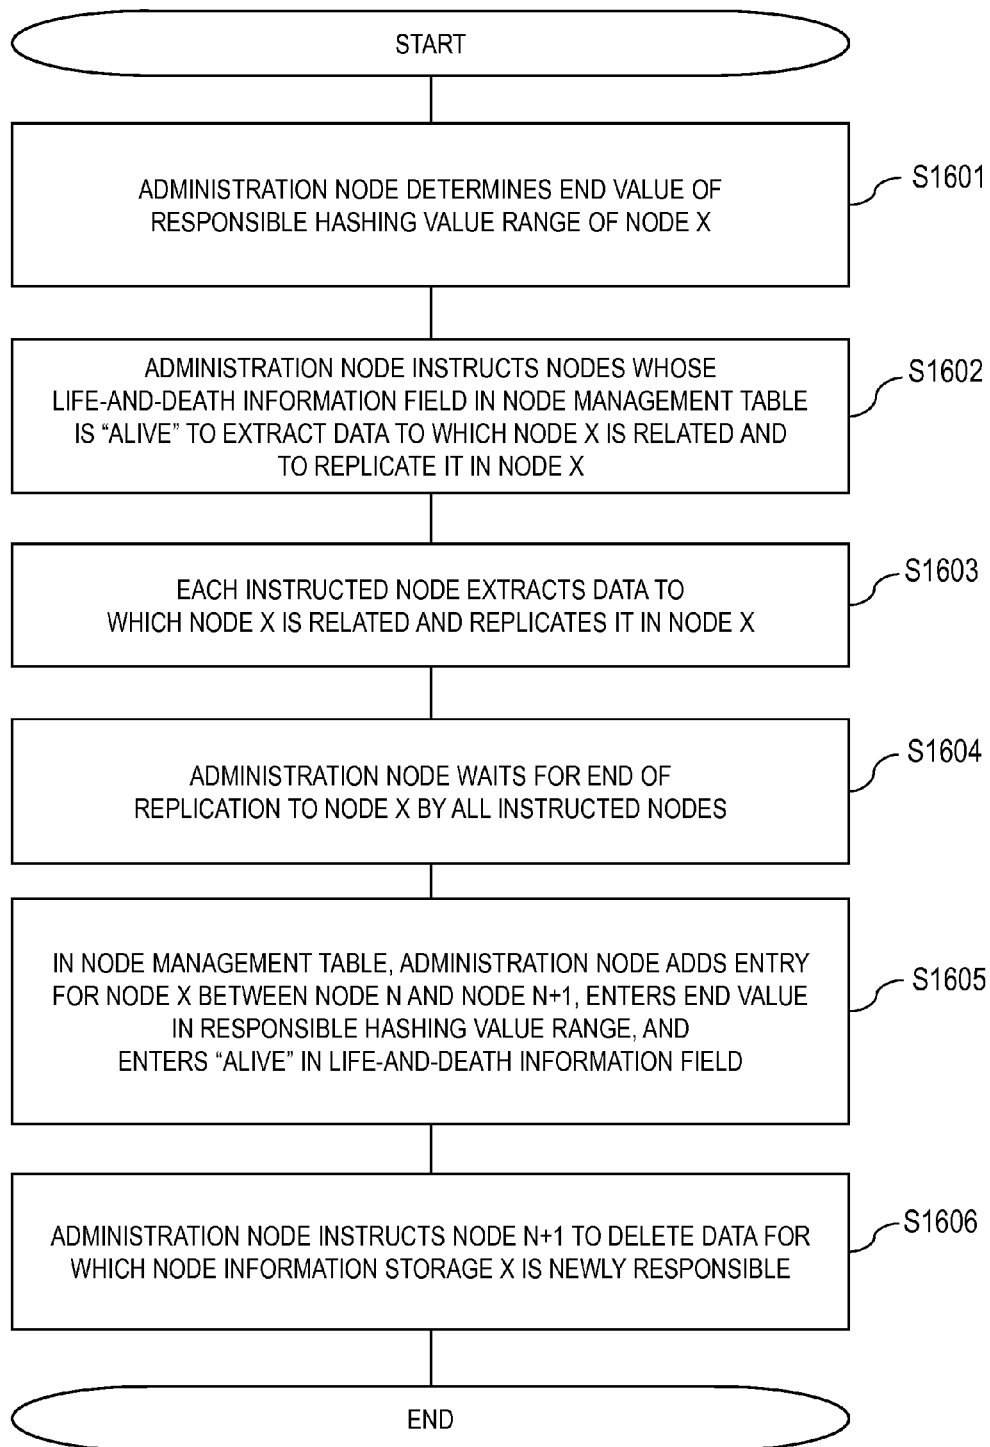 START
ADMINISTRATION NODE DETERMINES END VALUE OF
RESPONSIBLE HASHING VALUE RANGE OF NODE X
S1601
ADMINISTRATION NODE INSTRUCTS NODES WHOSE
LIFE-AND-DEATH INFORMATION FIELD IN NODE MANAGEMENT TABLE
IS “ALIVE” TO EXTRACT DATA TO WHICH NODE X IS RELATED AND
TO REPLICATE IT IN NODE X
S1602
EACH INSTRUCTED NODE EXTRACTS DATA TO
WHICH NODE X IS RELATED AND REPLICATES IT IN NODE X
S1603
ADMINISTRATION NODE WAITS FOR END OF
REPLICATION TO NODE X BY ALL INSTRUCTED NODES
S1604
IN NODE MANAGEMENT TABLE, ADMINISTRATION NODE ADDS ENTRY
FOR NODE X BETWEEN NODE N AND NODE N+1, ENTERS END VALUE
IN RESPONSIBLE HASHING VALUE RANGE, AND
ENTERS “ALIVE” IN LIFE-AND-DEATH INFORMATION FIELD
S1605
ADMINISTRATION NODE INSTRUCTS NODE N+1 TO DELETE DATA FOR
WHICH NODE INFORMATION STORAGE X IS NEWLY RESPONSIBLE
S1606
END